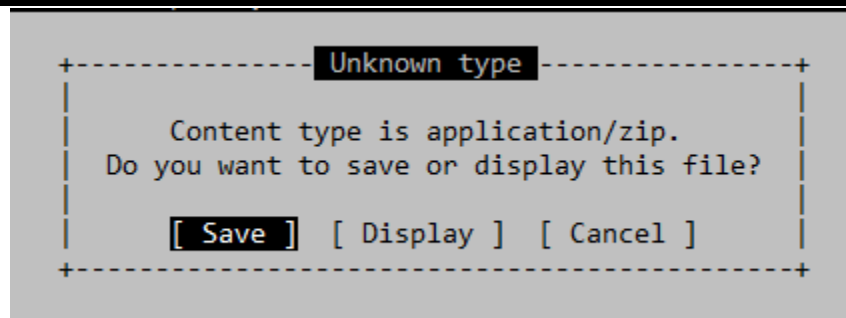 Unknown type
Content type is application/zip.
Do you want to save or display this file?
[ Save ] [ Display ] [ Cancel ]